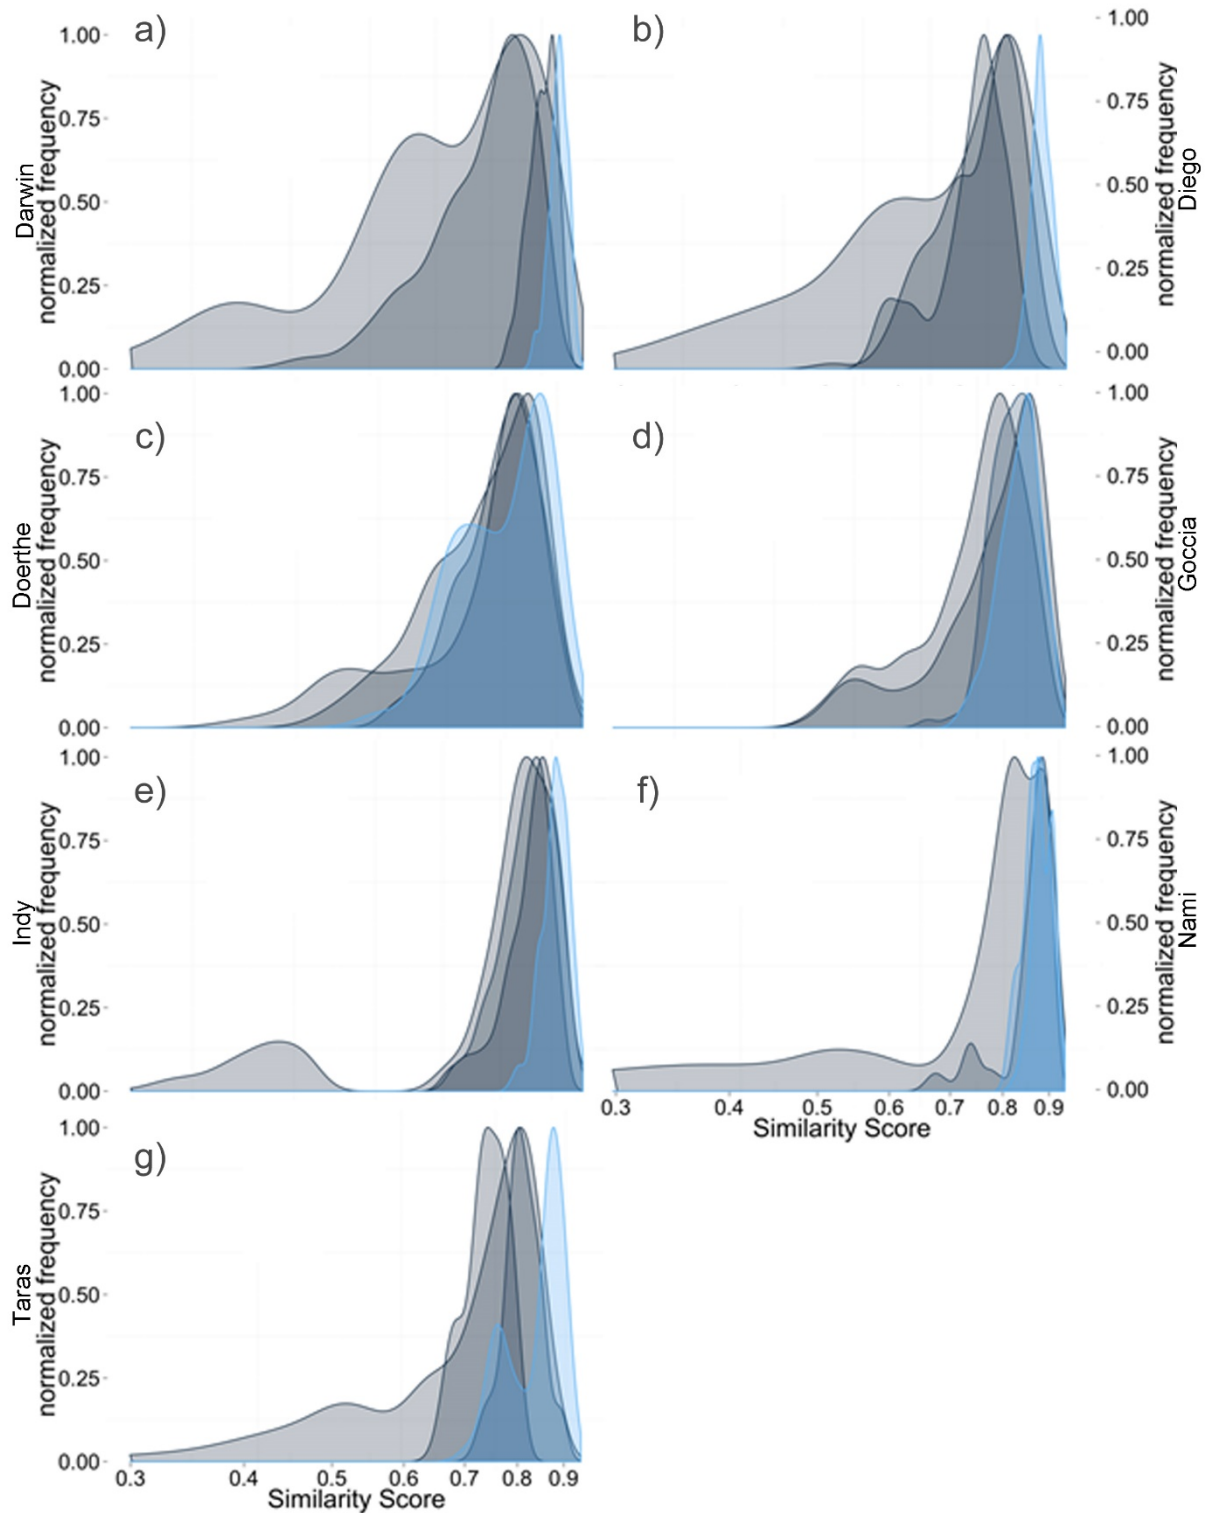 a)
b)
1.00
0.75
0.50
0.25
0.00
Darwin
normalized frequency
1.00
0.75
0.50
0.25
0.00
normalized frequency
Diego
c)
d)
1.00
0.75
0.50
0.25
0.00
Doerthe
normalized frequency
1.00
0.75
0.50
0.25
0.00
normalized frequency
Goccia
e)
f)
1.00
0.75
0.50
0.25
0.00
Indy
normalized frequency
1.00
0.75
0.50
0.25
0.00
normalized frequency
Nami
0.3 0.4 0.5 0.6 0.7 0.8 0.9
Similarity Score
g)
1.00
0.75
0.50
0.25
0.00
Taras
normalized frequency
0.3 0.4 0.5 0.6 0.7 0.8 0.9
Similarity Score